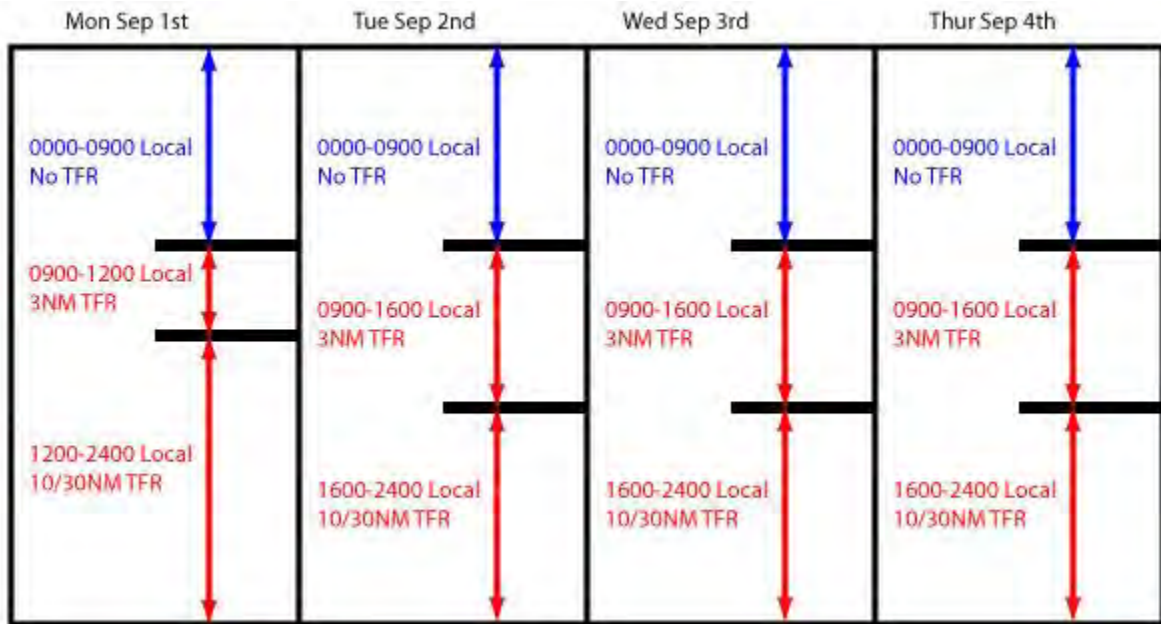 Mon Sep 1st
Tue Sep 2nd
Wed Sep 3rd
Thur Sep 4th
0000-0900 Local
No TFR
0900-1200 Local
3NM TFR
1200-2400 Local
10/30NM TFR
0000-0900 Local
No TFR
0900-1600 Local
3NM TFR
1600-2400 Local
10/30NM TFR
0000-0900 Local
No TFR
0900-1600 Local
3NM TFR
1600-2400 Local
10/30NM TFR
0000-0900 Local
No TFR
0900-1600 Local
3NM TFR
1600-2400 Local
10/30NM TFR